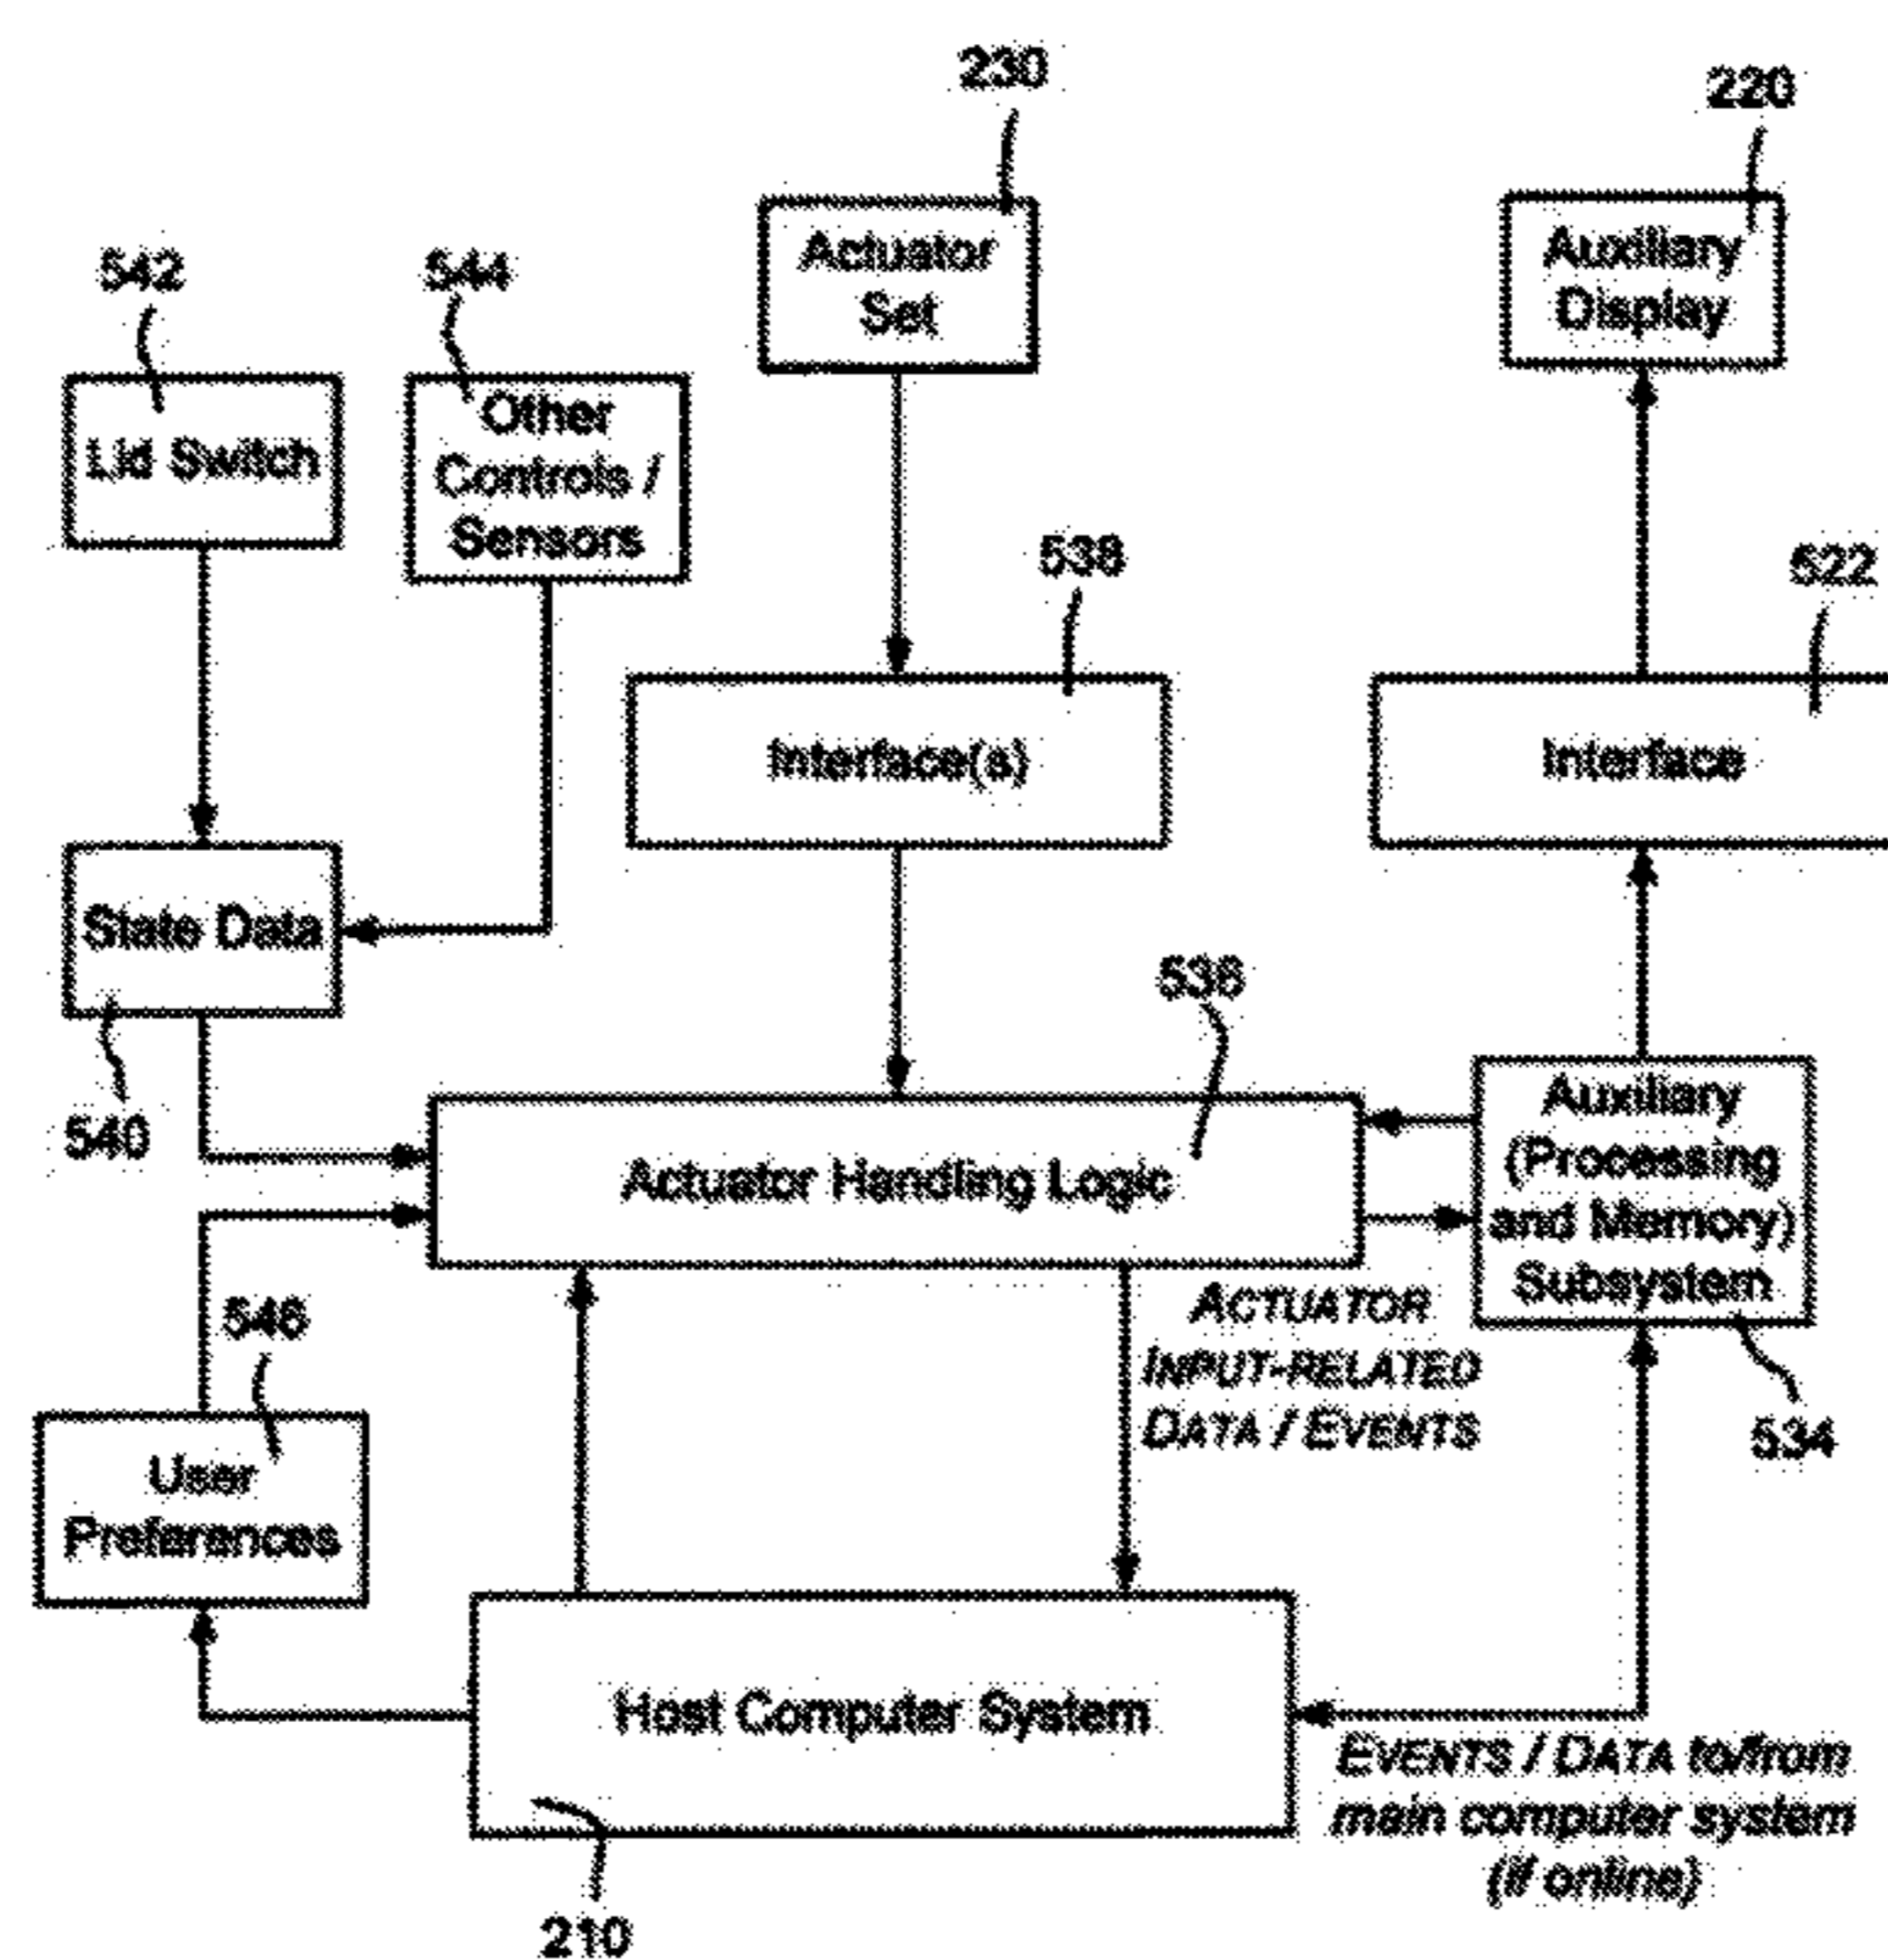 230
220
Actuator
Set
Auxiliary
Display
542
544
Lid Switch
Other
Controls /
Sensors
538
522
Interface(s)
Interface
State Data
536
540
Actuator Handling Logic
Auxiliary
(Processing
and Memory)
Subsystem
ACTUATOR
INPUT-RELATED
DATA / EVENTS
546
534
User
Preferences
Host Computer System
EVENTS / DATA to/from
main computer system
(if online)
210